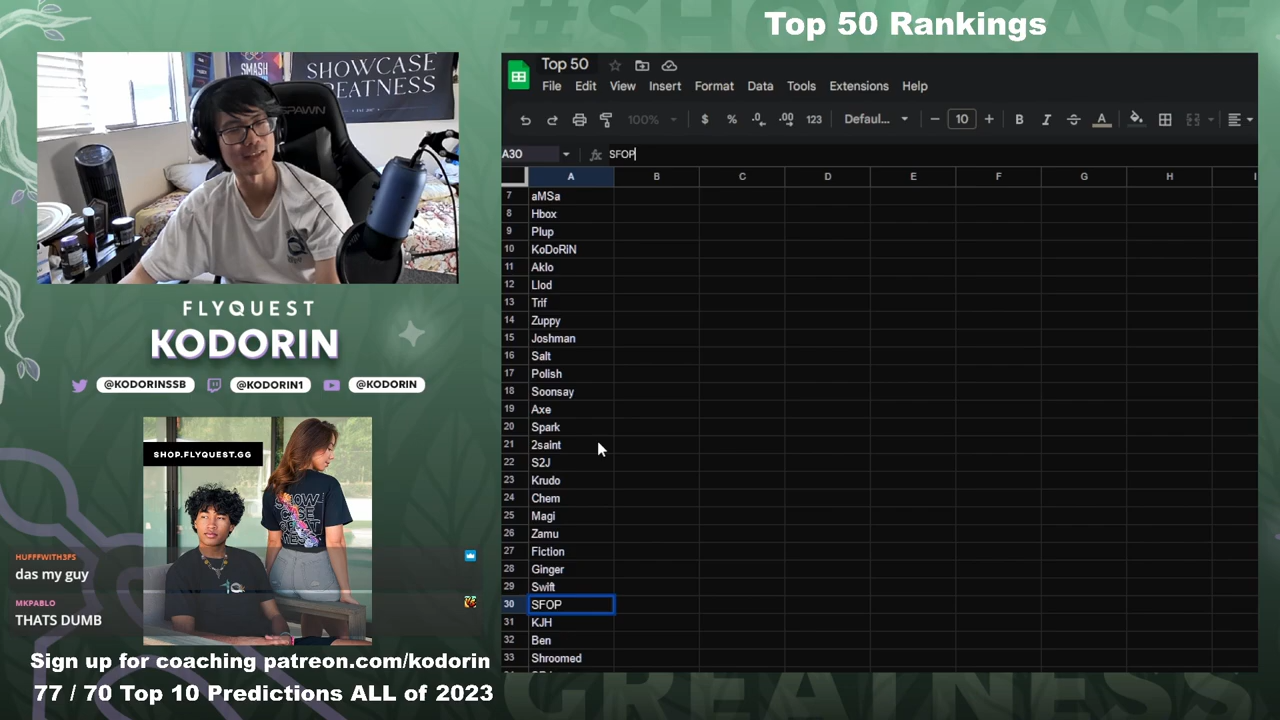 #SHOWCASE
Top 50 Rankings
SMASH
SHOWCASE
GREATNESS
SPAWN
Top 50
File Edit View Insert Format Data Tools Extensions Help
100% $ % .0 .00 123 Defaul... 10 B I A
A30 fx SFOP
A B C D E F G H I
7 aMSa
8 Hbox
9 Plup
10 KoDoRiN
11 Aklo
12 Llod
13 Trif
14 Zuppy
15 Joshman
16 Salt
17 Polish
18 Soonsay
19 Axe
20 Spark
21 2saint
22 S2J
23 Krudo
24 Chem
25 Magi
26 Zamu
27 Fiction
28 Ginger
29 Swift
30 SFOP
31 KJH
32 Ben
33 Shroomed
FLYQUEST
KODORIN
@KODORINSSB @KODORIN1 @KODORIN
SHOP.FLYQUEST.GG
HUFFFWITH3FS
das my guy
MKPABLO
THATS DUMB
Sign up for coaching patreon.com/kodorin
77 / 70 Top 10 Predictions ALL of 2023
GREATNESS